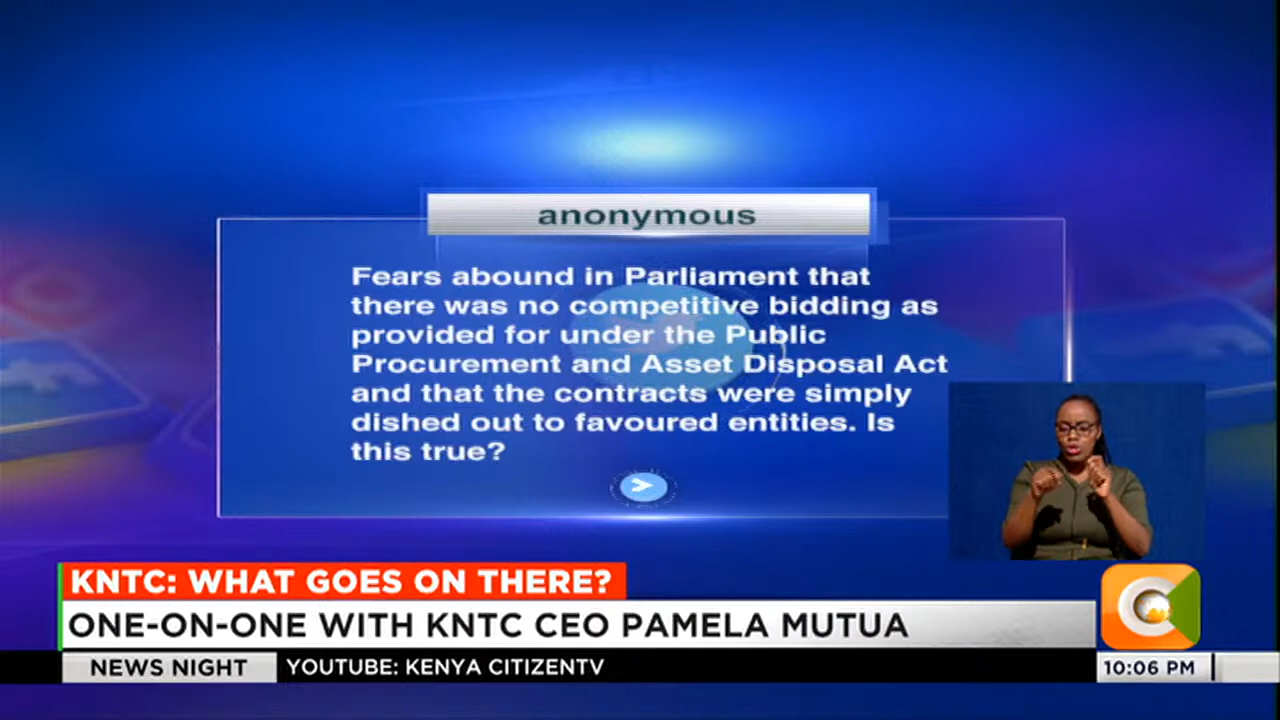 anonymous
Fears abound in Parliament that
there was no competitive bidding as
provided for under the Public
Procurement and Asset Disposal Act
and that the contracts were simply
dished out to favoured entities. Is
this true?
KNTC: WHAT GOES ON THERE?
ONE-ON-ONE WITH KNTC CEO PAMELA MUTUA
NEWS NIGHT
YOUTUBE: KENYA CITIZENTV
10:06 PM